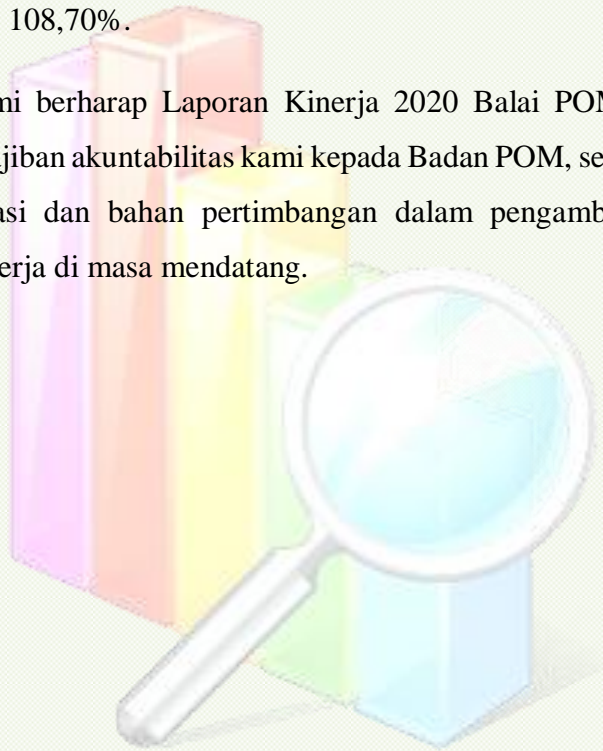 108,70%.
mi berharap Laporan Kinerja 2020 Balai POM
jiban akuntabilitas kami kepada Badan POM, se
asi dan bahan pertimbangan dalam pengamb
erja di masa mendatang.